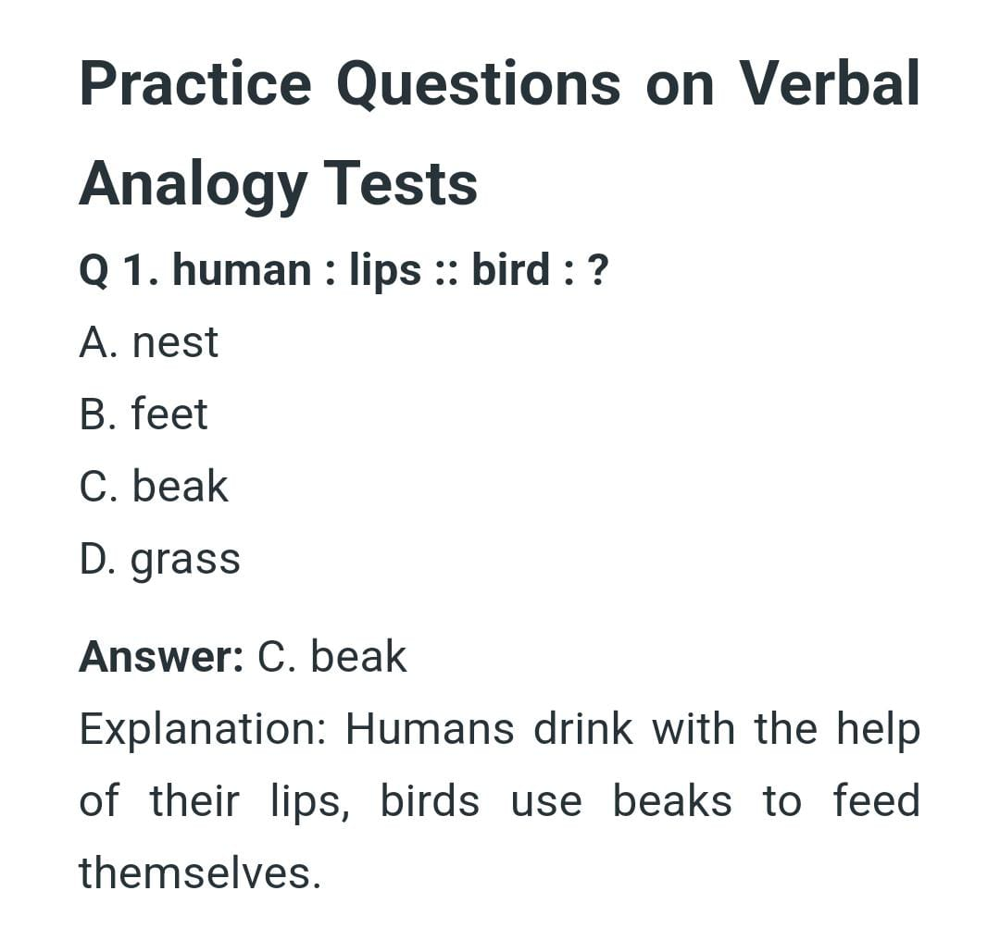 Practice Questions on Verbal
Analogy Tests
Q 1. human : lips :: bird : ?
A. nest
B. feet
C. beak
D. grass
Answer: C. beak
Explanation: Humans drink with the help
of their lips, birds use beaks to feed
themselves.